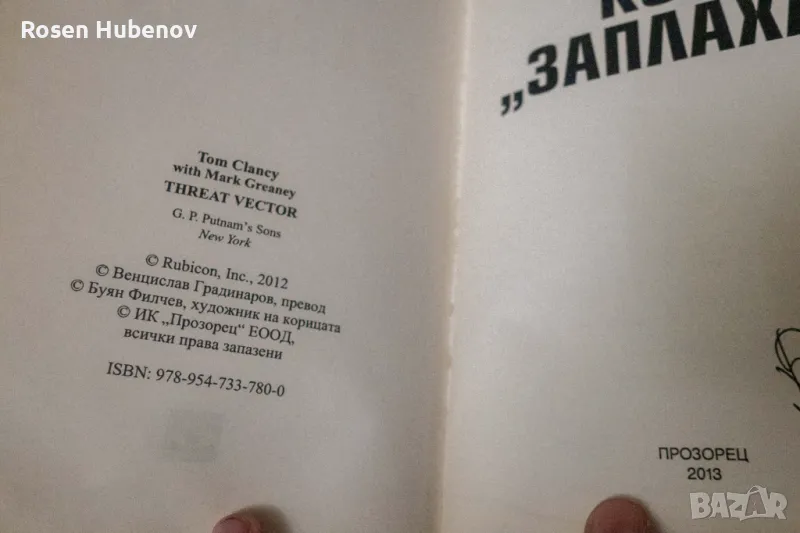 Rosen Hubenov
Tom Clancy
with Mark Greaney
THREAT VECTOR
G. P. Putnam's Sons
New York
© Rubicon, Inc., 2012
© Венцислав Градинаров, превод
© Буян Филчев, художник на корицата
© ИК „Прозорец“ ЕООД,
всички права запазени
ISBN: 978-954-733-780-0
„ЗАПЛАХ
ПРОЗОРЕЦ
2013
BAZAR